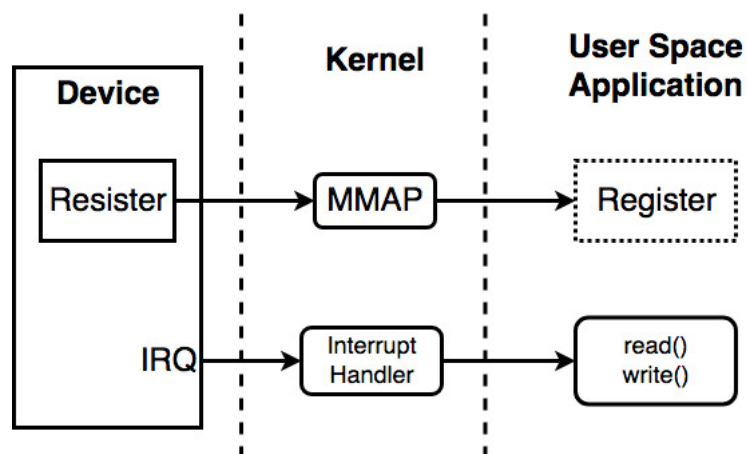 Kernel
User Space
Application
Device
Resister
MMAP
Register
IRQ
Interrupt
Handler
read()
write()